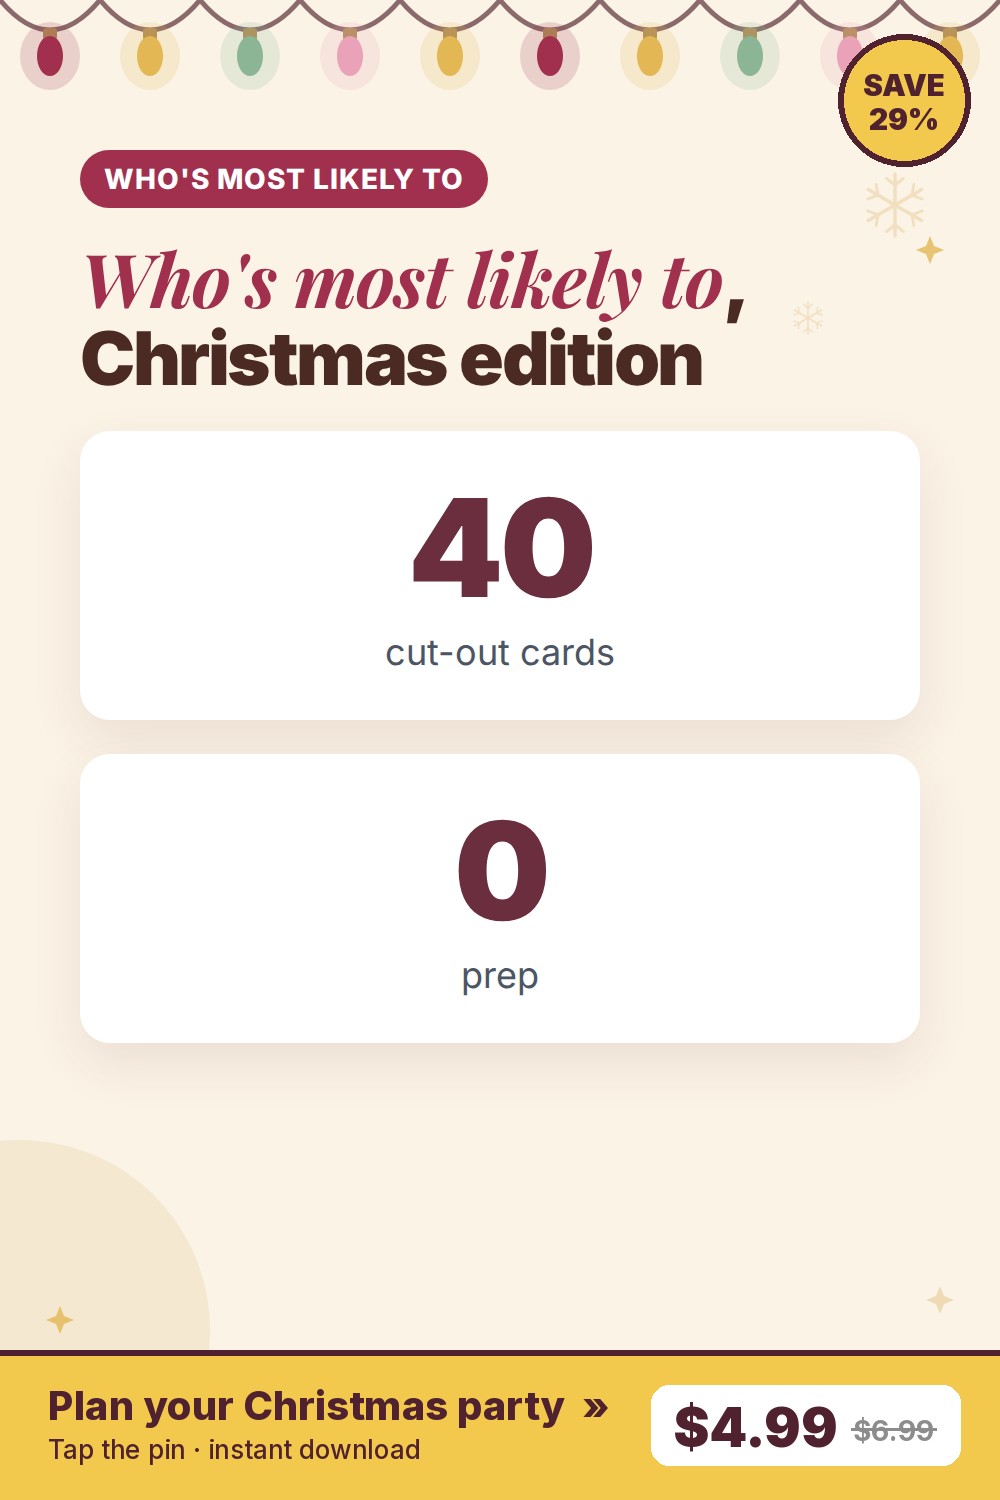 SAVE
29%
WHO'S MOST LIKELY TO
Who's most likely to,
Christmas edition
40
cut-out cards
0
prep
Plan your Christmas party »
Tap the pin · instant download
$4.99 $6.99